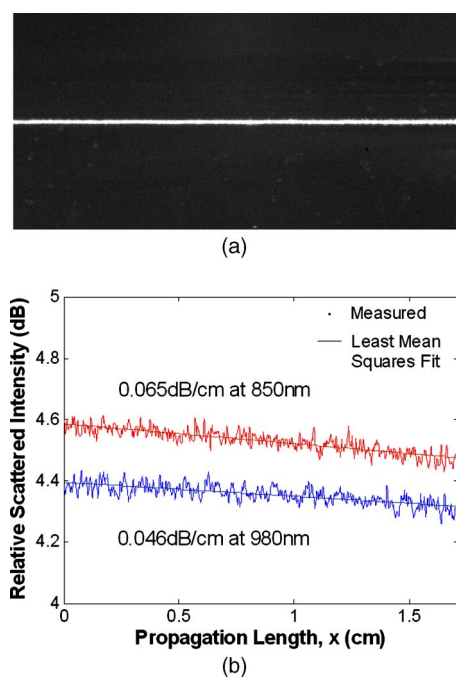 (a)
Relative Scattered Intensity (dB)
5
4.8
4.6
4.4
4.2
4
Measured
Least Mean
Squares Fit
0.065dB/cm at 850nm
0.046dB/cm at 980nm
0
0.5
1
1.5
Propagation Length, x (cm)
(b)